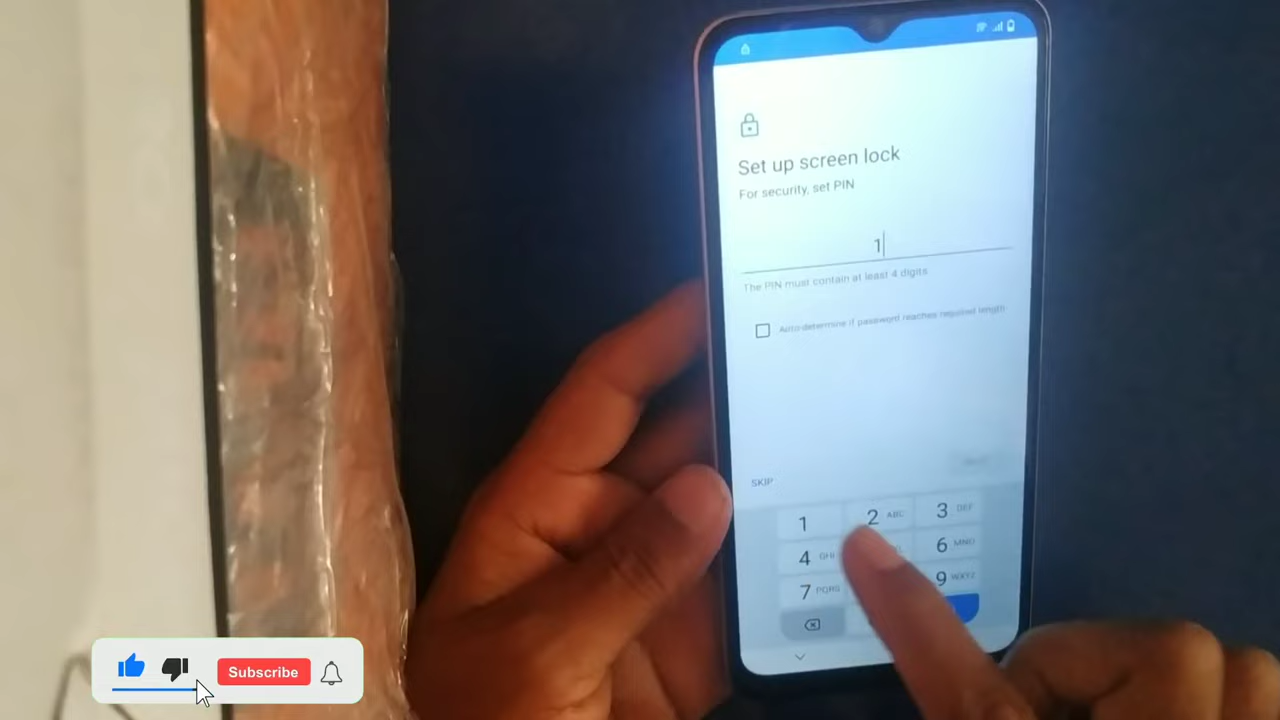 Set up screen lock
For security, set PIN
1
The PIN must contain at least 4 digits
Auto-determine if password reaches required length
SKIP
1
2 ABC
3 DEF
4 GHI
6 MNO
7 PQRS
9 WXYZ
Subscribe